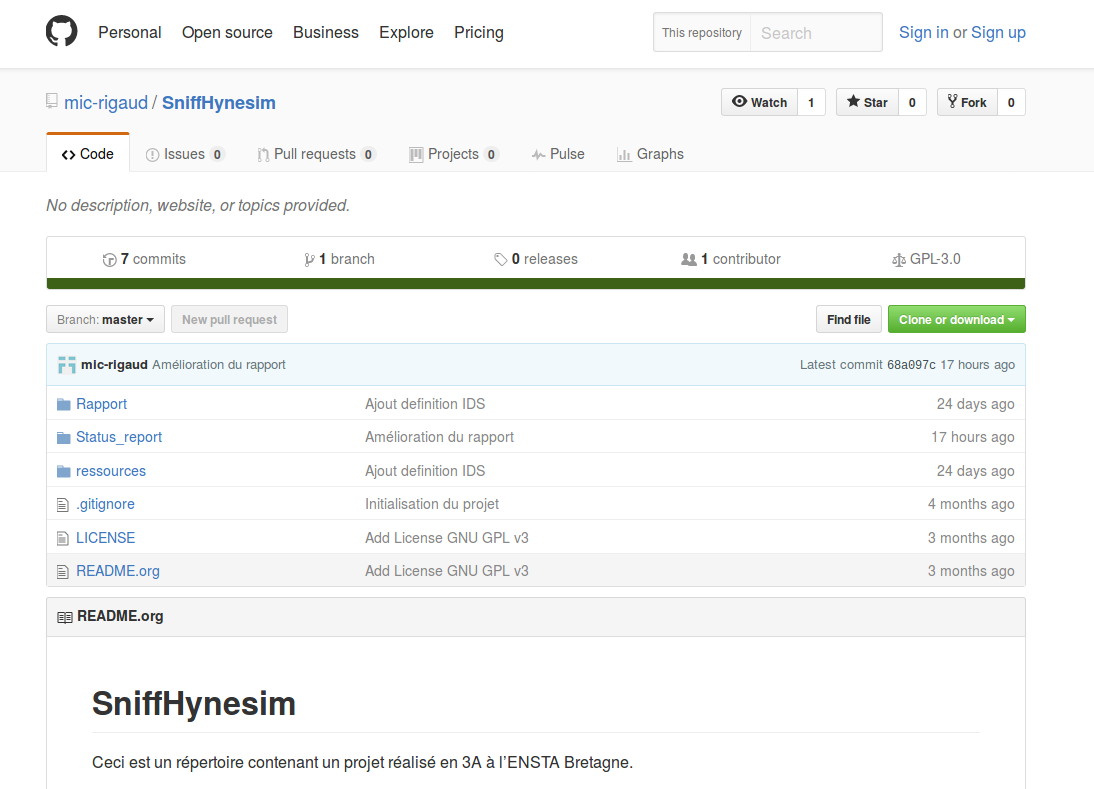 Personal Open source Business Explore Pricing This repository Search Sign in or Sign up
mic-rigaud / SniffHynesim Watch 1 Star 0 Fork 0
Code Issues 0 Pull requests 0 Projects 0 Pulse Graphs
No description, website, or topics provided.
7 commits 1 branch 0 releases 1 contributor GPL-3.0
Branch: master New pull request Find file Clone or download
mic-rigaud Amélioration du rapport Latest commit 68a097c 17 hours ago
Rapport Ajout definition IDS 24 days ago
Status_report Amélioration du rapport 17 hours ago
ressources Ajout definition IDS 24 days ago
.gitignore Initialisation du projet 4 months ago
LICENSE Add License GNU GPL v3 3 months ago
README.org Add License GNU GPL v3 3 months ago
README.org
SniffHynesim
Ceci est un répertoire contenant un projet réalisé en 3A à l'ENSTA Bretagne.